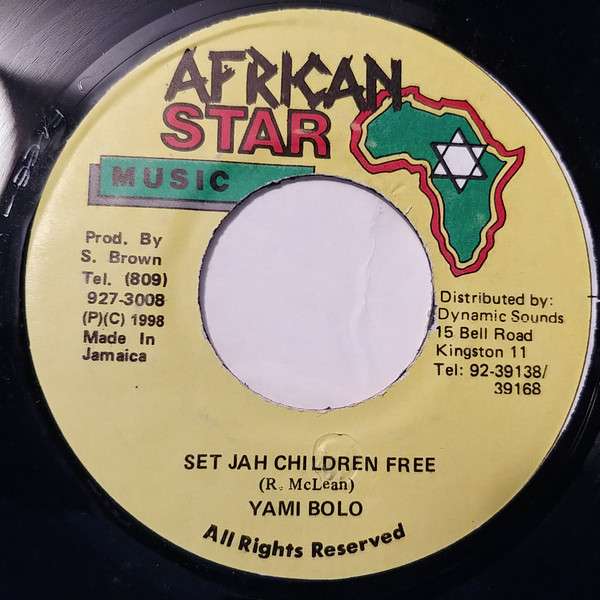 AFRICAN
STAR
MUSIC
Prod. By
S. Brown
Tel. (809)
927-3008
(P)(C) 1998
Made In
Jamaica
Distributed by:
Dynamic Sounds
15 Bell Road
Kingston 11
Tel: 92-39138/
39168
SET JAH CHILDREN FREE
(R. McLean)
YAMI BOLO
All Rights Reserved